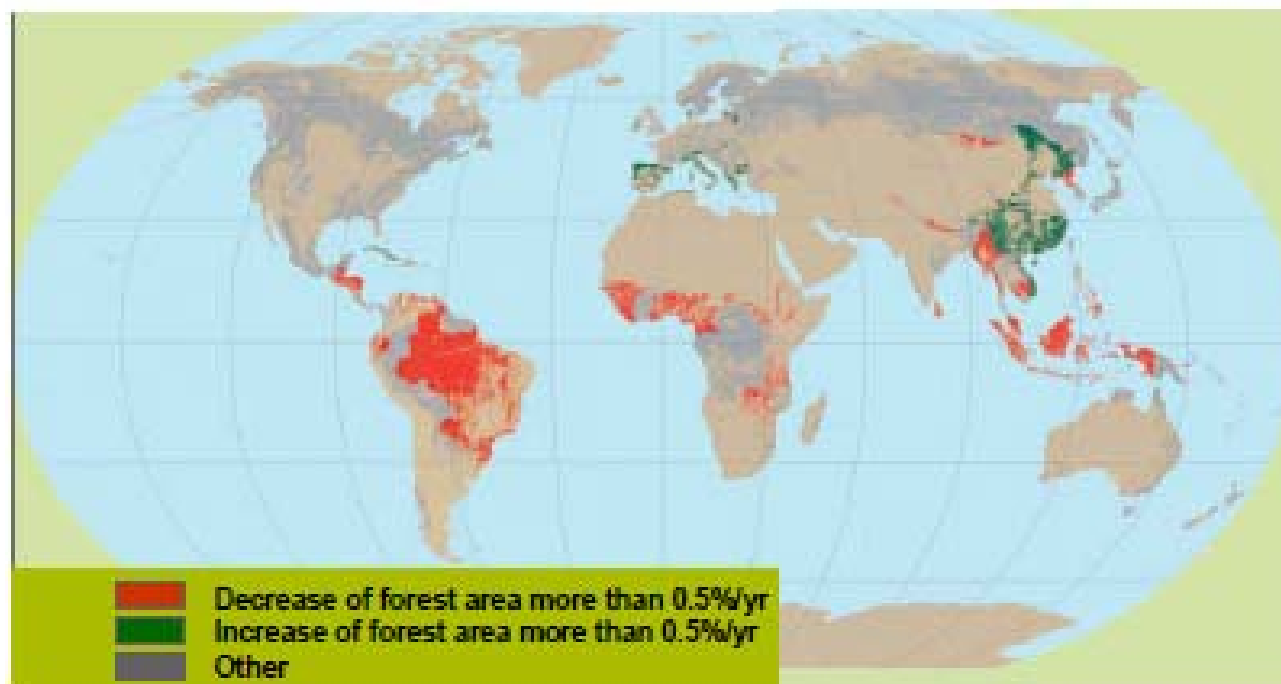 Decrease of forest area more than 0.5%/yr
Increase of forest area more than 0.5%/yr
Other